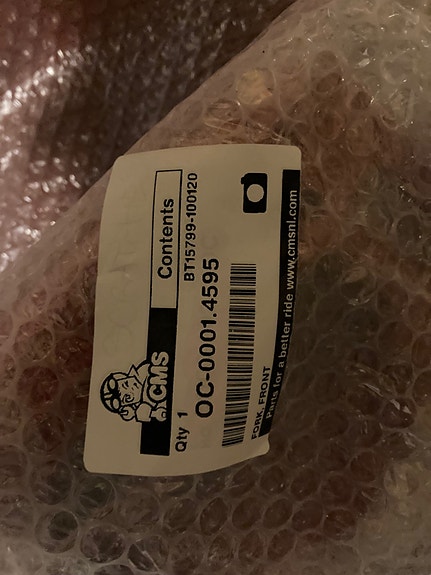 CMS
Contents
Qty 1
BT15799-100120
OC-0001.4595
FORK, FRONT
Parts for a better ride www.cmsnl.com